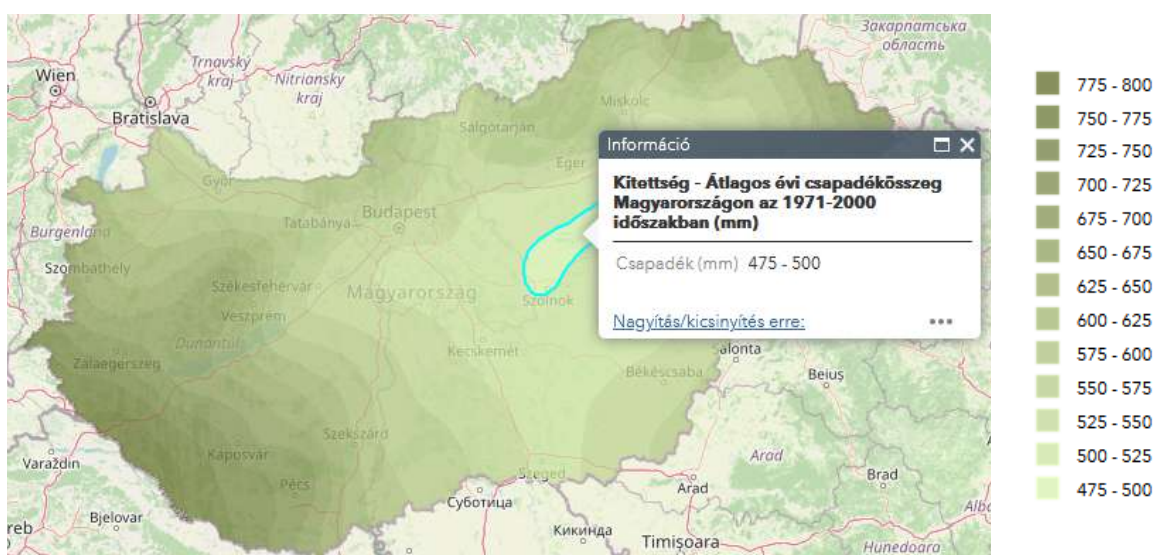 Закарпатська
область
Trnavský
kraj
Nitriansky
kraj
Wien
Bratislava
Miskolc
Salgótarján
Eger
Győr
Budapest
Tatabánya
Burgenland
Szombathely
Székesfehérvár
Magyarország
Szolnok
Veszprém
Dunántúl
Zalaegerszeg
Kecskemét
Békéscsaba
Salonta
Beiuș
Szekszárd
Kaposvár
Varaždin
Pécs
Szeged
Arad
Brad
Суботица
Arad
Alba
Bjelovar
reb
Кикинда
Timișoara
Hunedoara
Információ
Kitettség - Átlagos évi csapadékösszeg
Magyarországon az 1971-2000
időszakban (mm)
Csapadék (mm) 475 - 500
Nagyítás/kicsinyítés erre:
775 - 800
750 - 775
725 - 750
700 - 725
675 - 700
650 - 675
625 - 650
600 - 625
575 - 600
550 - 575
525 - 550
500 - 525
475 - 500